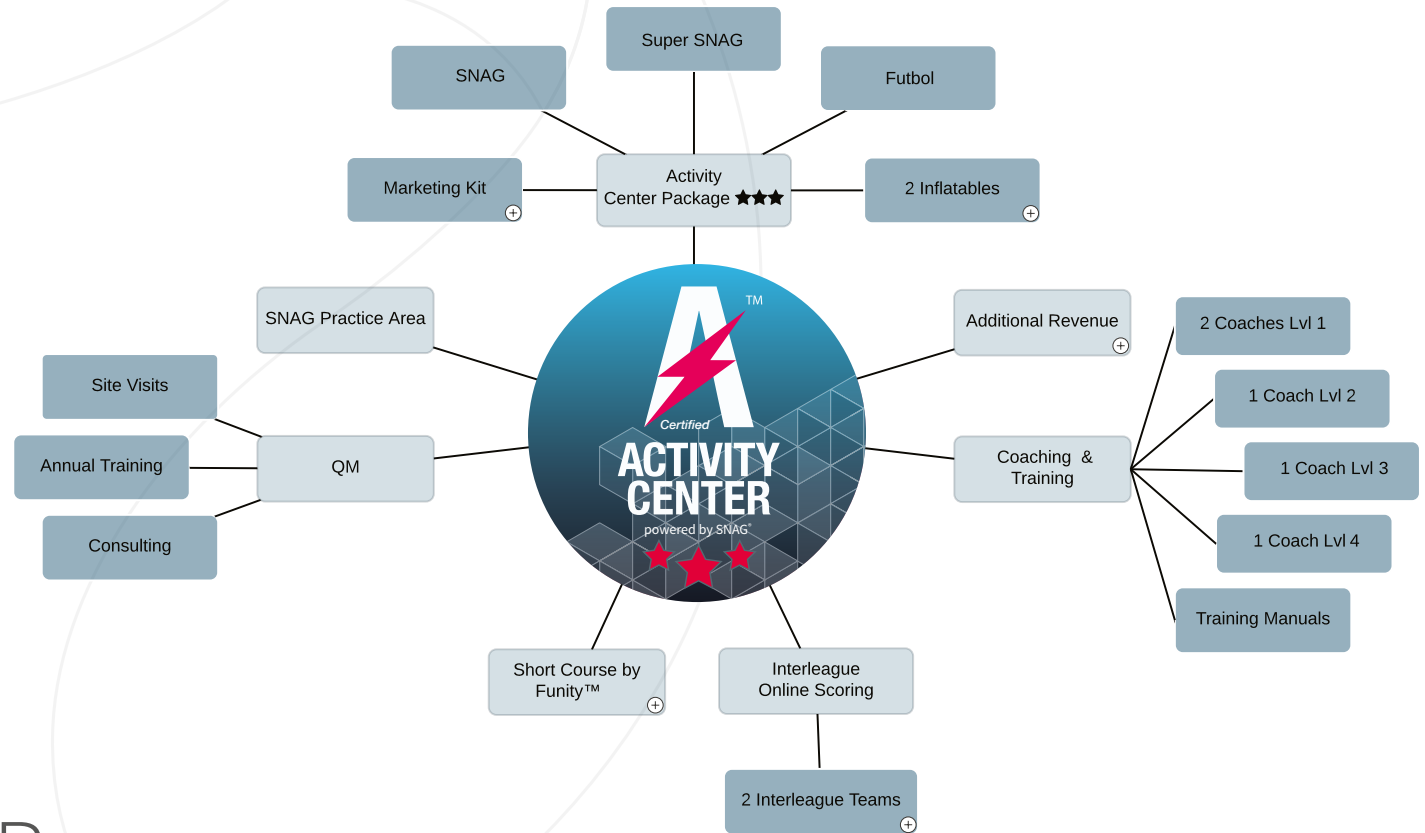 Super SNAG
SNAG
Futbol
Marketing Kit
Activity
Center Package ★★★
2 Inflatables
SNAG Practice Area
Additional Revenue
2 Coaches Lvl 1
Site Visits
1 Coach Lvl 2
Annual Training
QM
Coaching &
Training
1 Coach Lvl 3
Consulting
1 Coach Lvl 4
Training Manuals
A™
Certified
ACTIVITY
CENTER
powered by SNAG®
Short Course by
Funity™
Interleague
Online Scoring
2 Interleague Teams